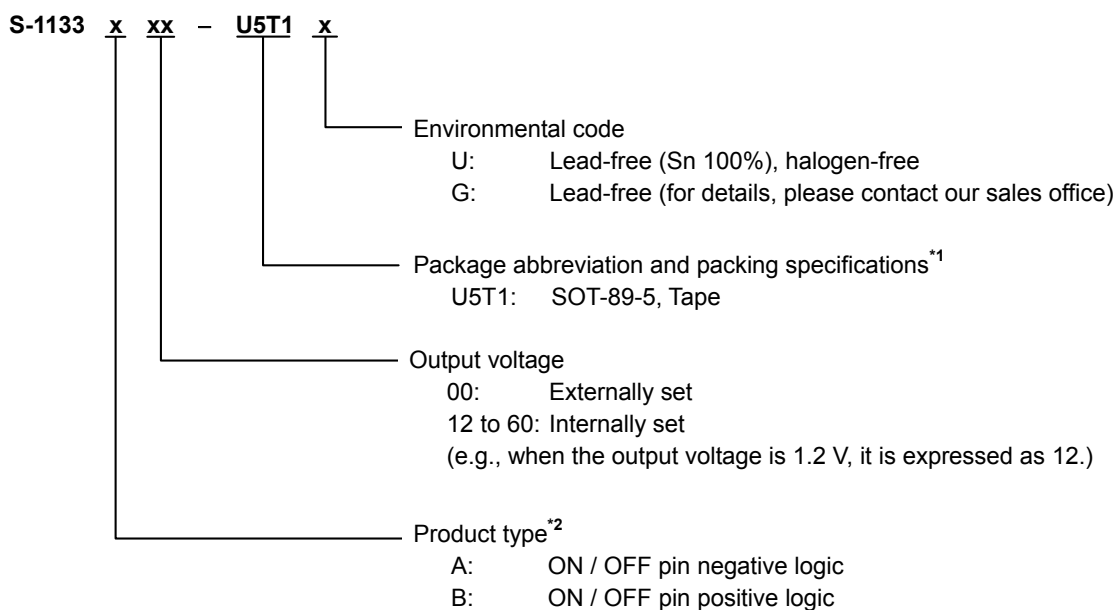 S-1133 x xx – U5T1 x
Environmental code
U: Lead-free (Sn 100%), halogen-free
G: Lead-free (for details, please contact our sales office)
Package abbreviation and packing specifications*1
U5T1: SOT-89-5, Tape
Output voltage
00: Externally set
12 to 60: Internally set
(e.g., when the output voltage is 1.2 V, it is expressed as 12.)
Product type*2
A: ON / OFF pin negative logic
B: ON / OFF pin positive logic